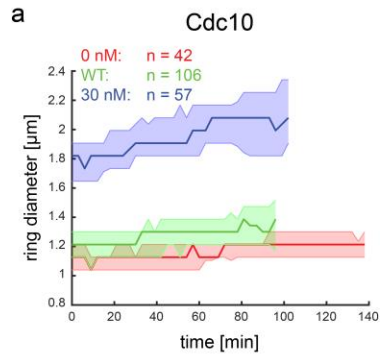 a
Cdc10
0 nM: n = 42
WT: n = 106
30 nM: n = 57
ring diameter [µm]
2.4
2.2
2
1.8
1.6
1.4
1.2
1
0.8
0 20 40 60 80 100 120 140
time [min]